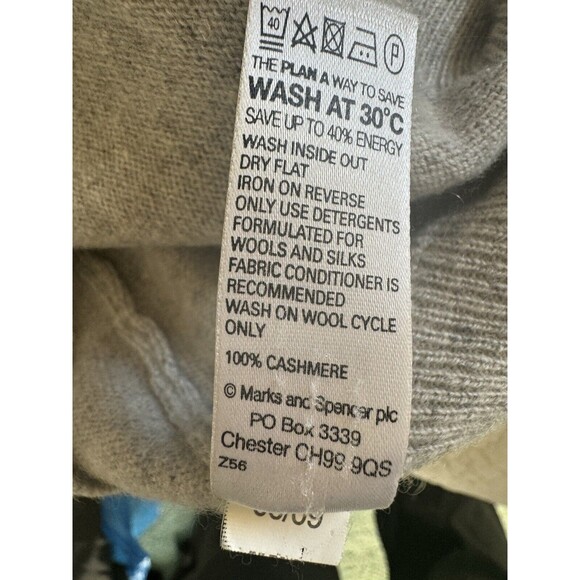 40 P
THE PLAN A WAY TO SAVE
WASH AT 30°C
SAVE UP TO 40% ENERGY
WASH INSIDE OUT
DRY FLAT
IRON ON REVERSE
ONLY USE DETERGENTS
FORMULATED FOR
WOOLS AND SILKS
FABRIC CONDITIONER IS
RECOMMENDED
WASH ON WOOL CYCLE
ONLY
100% CASHMERE
© Marks and Spencer plc
PO Box 3339
Chester CH99 9QS
Z56